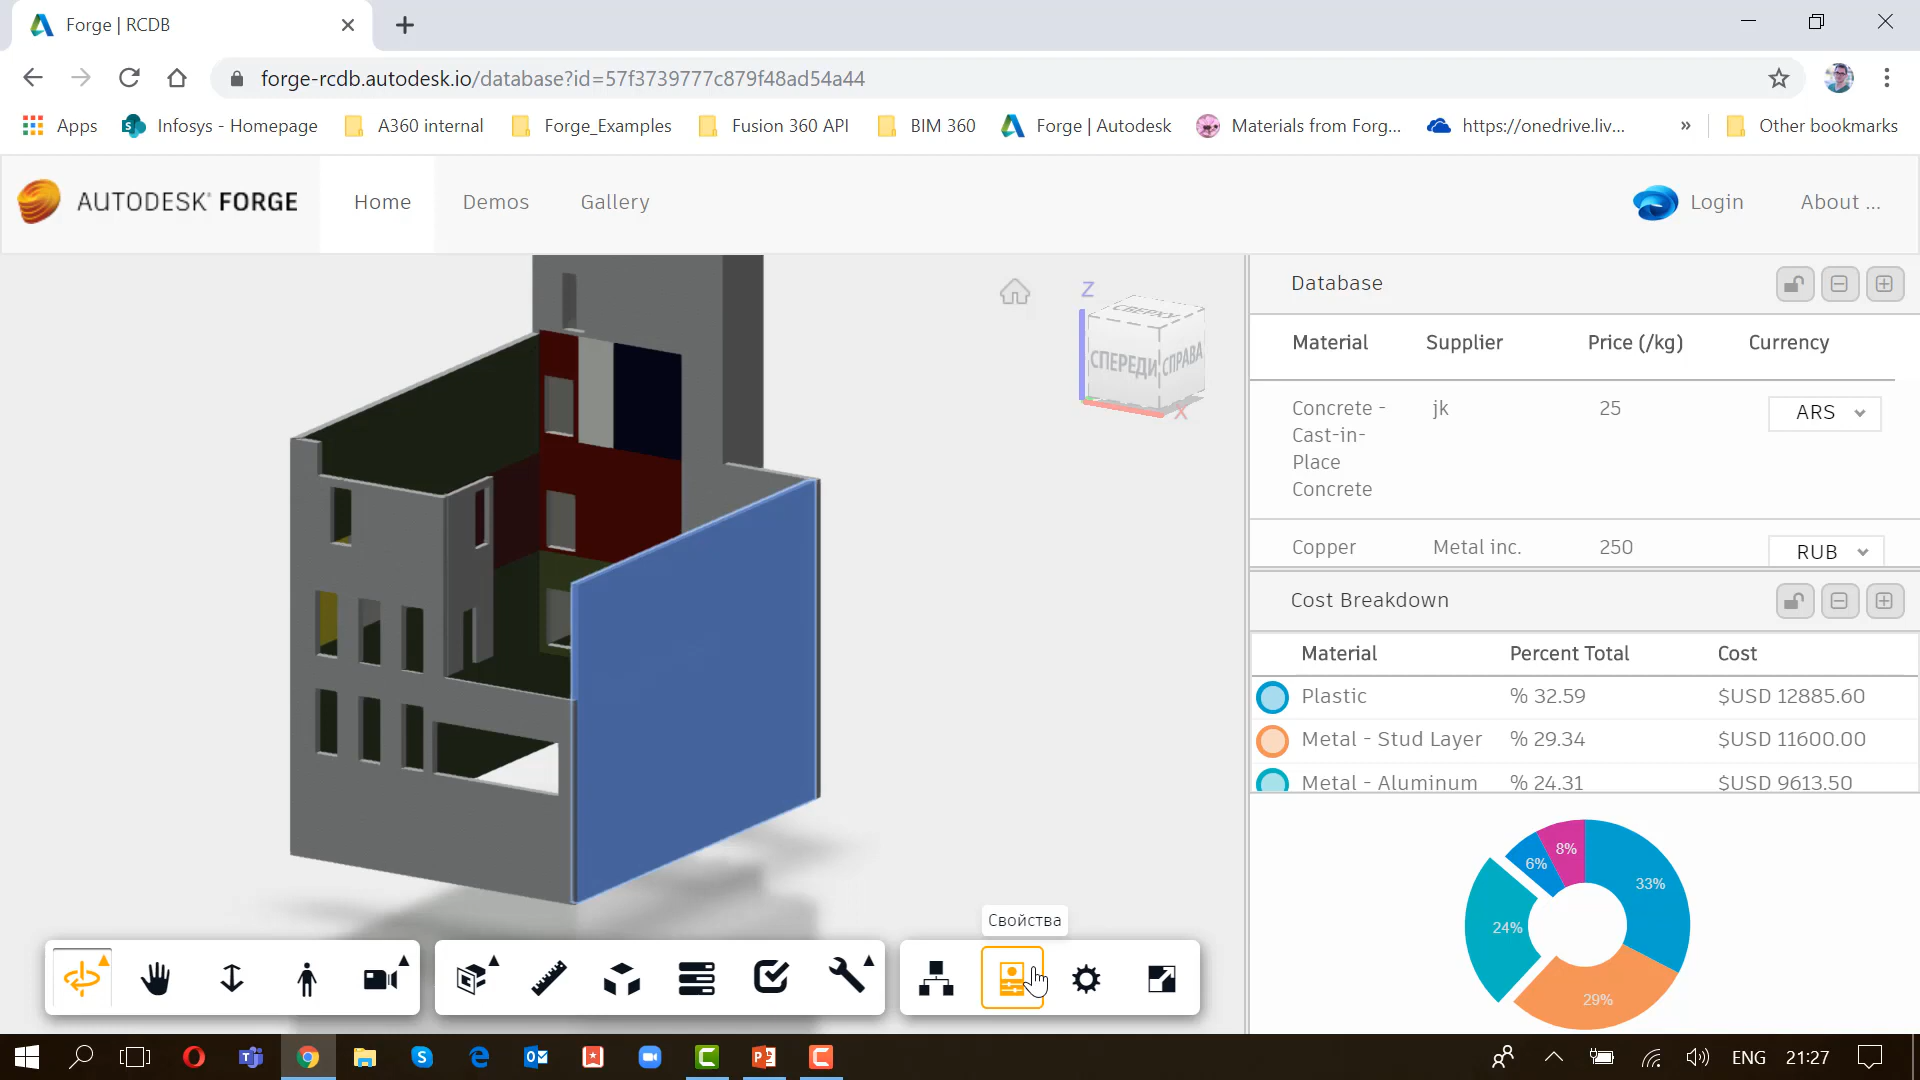 Forge | RCDB
forge-rcdb.autodesk.io/database?id=57f3739777c879f48ad54a44
Apps
Infosys - Homepage
A360 internal
Forge_Examples
Fusion 360 API
BIM 360
Forge | Autodesk
Materials from Forg...
https://onedrive.liv...
»
Other bookmarks
AUTODESK® FORGE
Home
Demos
Gallery
Login
About ...
Z
СВЕРХУ
СПЕРЕДИ
СПРАВА
X
Database
Material Supplier Price (/kg) Currency
Concrete - jk 25 ARS
Cast-in-
Place
Concrete
Copper Metal inc. 250 RUB
Cost Breakdown
Material Percent Total Cost
Plastic % 32.59 $USD 12885.60
Metal - Stud Layer % 29.34 $USD 11600.00
Metal - Aluminum % 24.31 $USD 9613.50
8%
6%
33%
24%
29%
Свойства
ENG 21:27